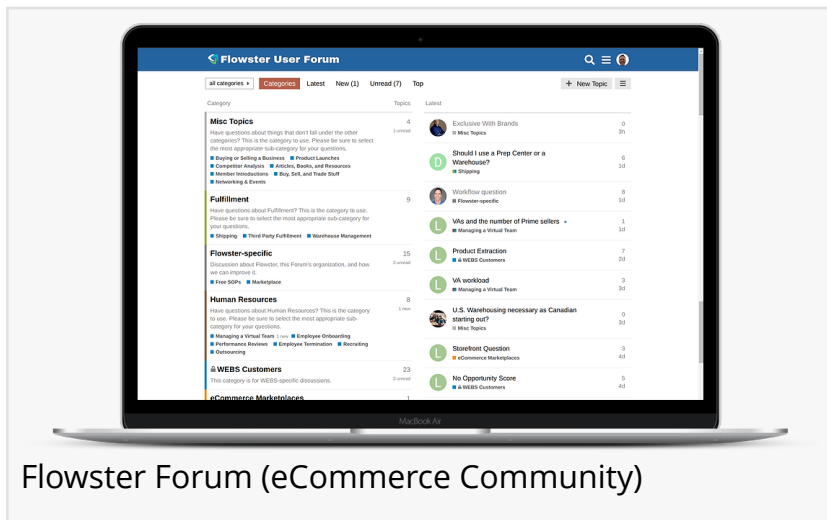 Flowster User Forum
all categories Categories Latest New (1) Unread (7) Top + New Topic
Category Topics
Misc Topics 4
Have questions about things that don't fall under the other 1 unread
categories? This is the category to use. Please be sure to select
the most appropriate sub-category for your questions.
Buying or Selling a Business Product Launches
Competitor Analysis Articles, Books, and Resources
Member Introductions Buy, Sell, and Trade Stuff
Networking & Events
Fulfillment 9
Have questions about Fulfillment? This is the category to use.
Please be sure to select the most appropriate sub-category for
your questions.
Shipping Third Party Fulfillment Warehouse Management
Flowster-specific 15
Discussion about Flowster, this Forum's organization, and how
we can improve it.
Free SOPs Marketplace
Human Resources 8
Have questions about Human Resources? This is the category 1 new
to use. Please be sure to select the most appropriate sub-
category for your questions.
Managing a Virtual Team 1 new Employee Onboarding
Performance Reviews Employee Termination Recruiting
Outsourcing
WEBS Customers 23
This category is for WEBS-specific discussions.
eCommerce Marketplaces 1
Latest
Exclusive With Brands 0
Misc Topics 3h
D Should I use a Prep Center or a 6
Warehouse? 1d
Shipping
Workflow question 8
Flowster-specific 1d
L VAs and the number of Prime sellers 1
Managing a Virtual Team 1d
L Product Extraction 7
WEBS Customers 2d
L VA workload 3
Managing a Virtual Team 3d
U.S. Warehousing necessary as Canadian 0
starting out? 3d
Misc Topics
L Storefront Question 3
eCommerce Marketplaces 4d
L No Opportunity Score 5
WEBS Customers 4d
MacBook Air
Flowster Forum (eCommerce Community)